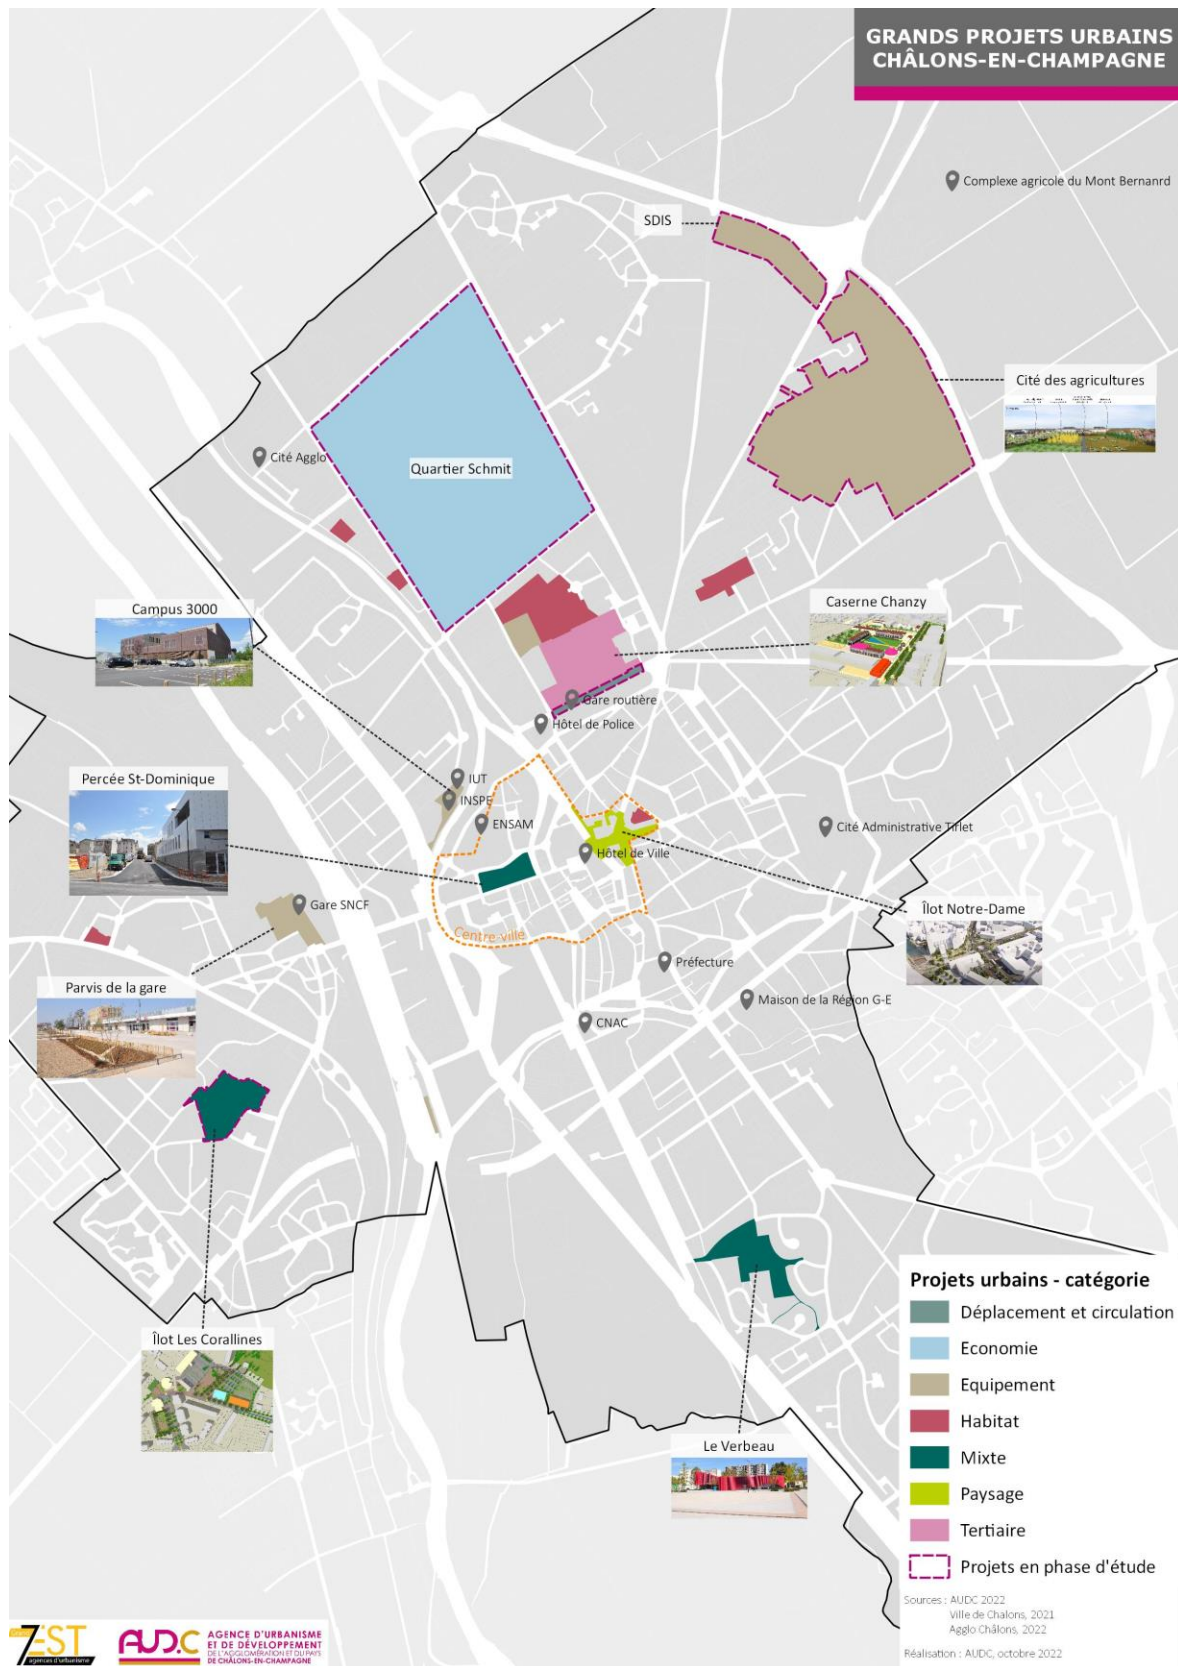 GRANDS PROJETS URBAINS
CHÂLONS-EN-CHAMPAGNE
Complexe agricole du Mont Bernanrd
SDIS
Cité des agricultures
Cité Agglo
Quartier Schmit
Campus 3000
Caserne Chanzy
Gare routière
Hôtel de Police
Percée St-Dominique
IUT
INSPE
ENSAM
Cité Administrative Tirlet
Hôtel de Ville
Gare SNCF
Îlot Notre-Dame
Centre-ville
Préfecture
Parvis de la gare
Maison de la Région G-E
CNAC
Îlot Les Corallines
Le Verbeau
Projets urbains - catégorie
Déplacement et circulation
Economie
Equipement
Habitat
Mixte
Paysage
Tertiaire
Projets en phase d'étude
Sources : AUDC 2022
Ville de Chalons, 2021
Agglo Châlons, 2022
Réalisation : AUDC, octobre 2022
7EST
agences d'urbanisme
AUDC
AGENCE D'URBANISME
ET DE DÉVELOPPEMENT
DE L'AGGLOMÉRATION ET DU PAYS
DE CHÂLONS-EN-CHAMPAGNE